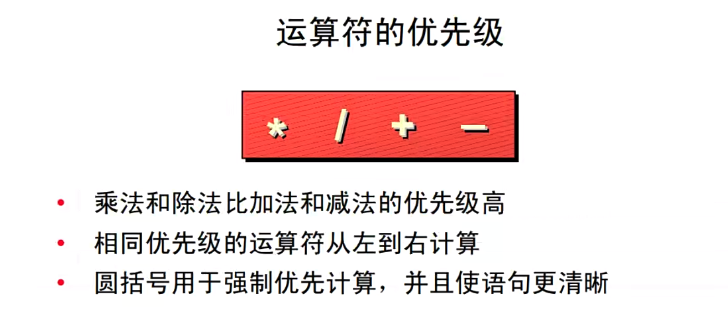 运算符的优先级
* / + −
• 乘法和除法比加法和减法的优先级高
• 相同优先级的运算符从左到右计算
• 圆括号用于强制优先计算，并且使语句更清晰